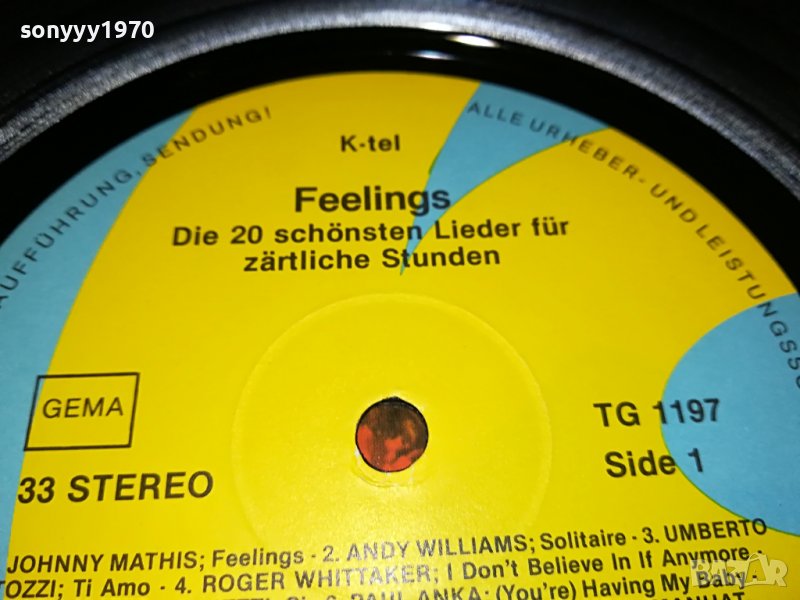 sonyyy1970
AUFFÜHRUNG, SENDUNG!
ALLE URHEBER- UND LEISTUNGSSC
K-tel
Feelings
Die 20 schönsten Lieder für
zärtliche Stunden
GEMA
TG 1197
33 STEREO
Side 1
JOHNNY MATHIS; Feelings - 2. ANDY WILLIAMS; Solitaire - 3. UMBERTO
TOZZI; Ti Amo - 4. ROGER WHITTAKER; I Don't Believe In If Anymore -
PAUL ANKA; (You're) Having My Baby -
BAZAR